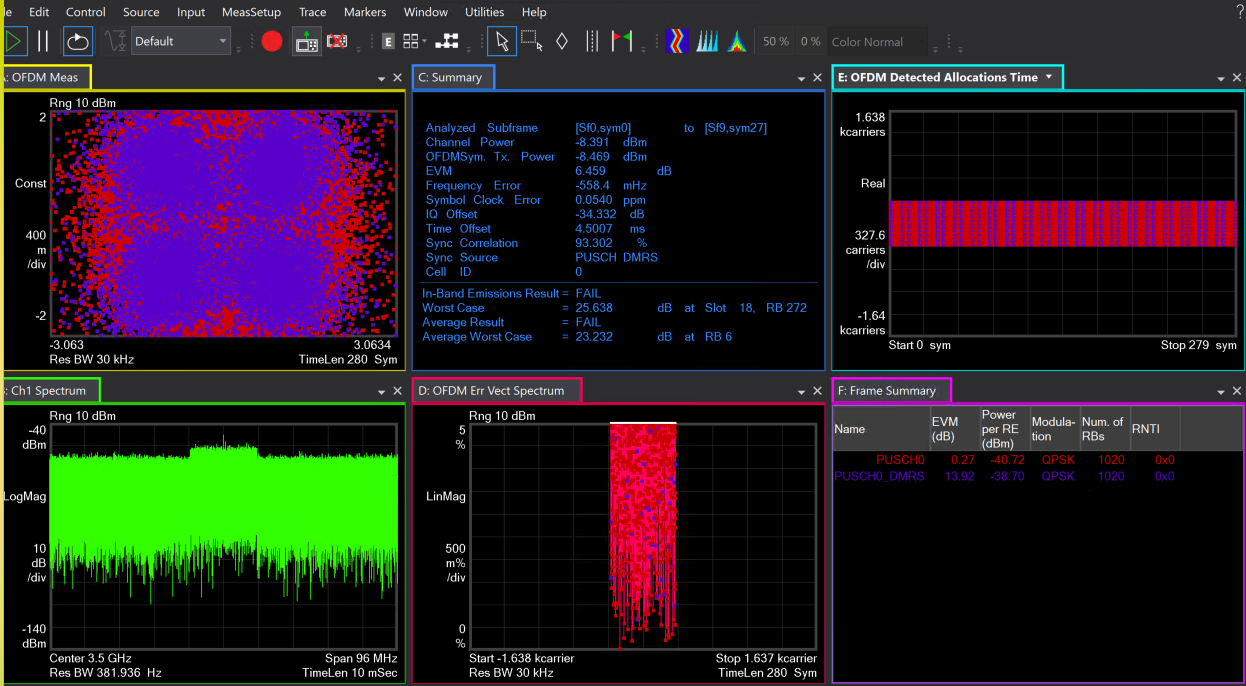 le Edit Control Source Input MeasSetup Trace Markers Window Utilities Help ?
Default E 50 % 0 % Color Normal
A: OFDM Meas
Rng 10 dBm
2
Const
400
m
/div
-2
-3.063 3.0634
Res BW 30 kHz TimeLen 280 Sym
C: Summary
Analyzed Subframe [Sf0,sym0] to [Sf9,sym27]
Channel Power -8.391 dBm
OFDMSym. Tx. Power -8.469 dBm
EVM 6.459 dB
Frequency Error -558.4 mHz
Symbol Clock Error 0.0540 ppm
IQ Offset -34.332 dB
Time Offset 4.5007 ms
Sync Correlation 93.302 %
Sync Source PUSCH DMRS
Cell ID 0
In-Band Emissions Result = FAIL
Worst Case = 25.638 dB at Slot 18, RB 272
Average Result = FAIL
Average Worst Case = 23.232 dB at RB 6
E: OFDM Detected Allocations Time
1.638
kcarriers
Real
327.6
carriers
/div
-1.64
kcarriers
Start 0 sym Stop 279 sym
: Ch1 Spectrum
Rng 10 dBm
-40
dBm
LogMag
10
dB
/div
-140
dBm
Center 3.5 GHz Span 96 MHz
Res BW 381.936 Hz TimeLen 10 mSec
D: OFDM Err Vect Spectrum
Rng 10 dBm
5
%
LinMag
500
m%
/div
0
%
Start -1.638 kcarrier Stop 1.637 kcarrier
Res BW 30 kHz TimeLen 280 Sym
F: Frame Summary
Name EVM (dB) Power per RE (dBm) Modula-tion Num. of RBs RNTI
PUSCH0 0.27 -40.72 QPSK 1020 0x0
PUSCH0_DMRS 13.92 -38.70 QPSK 1020 0x0